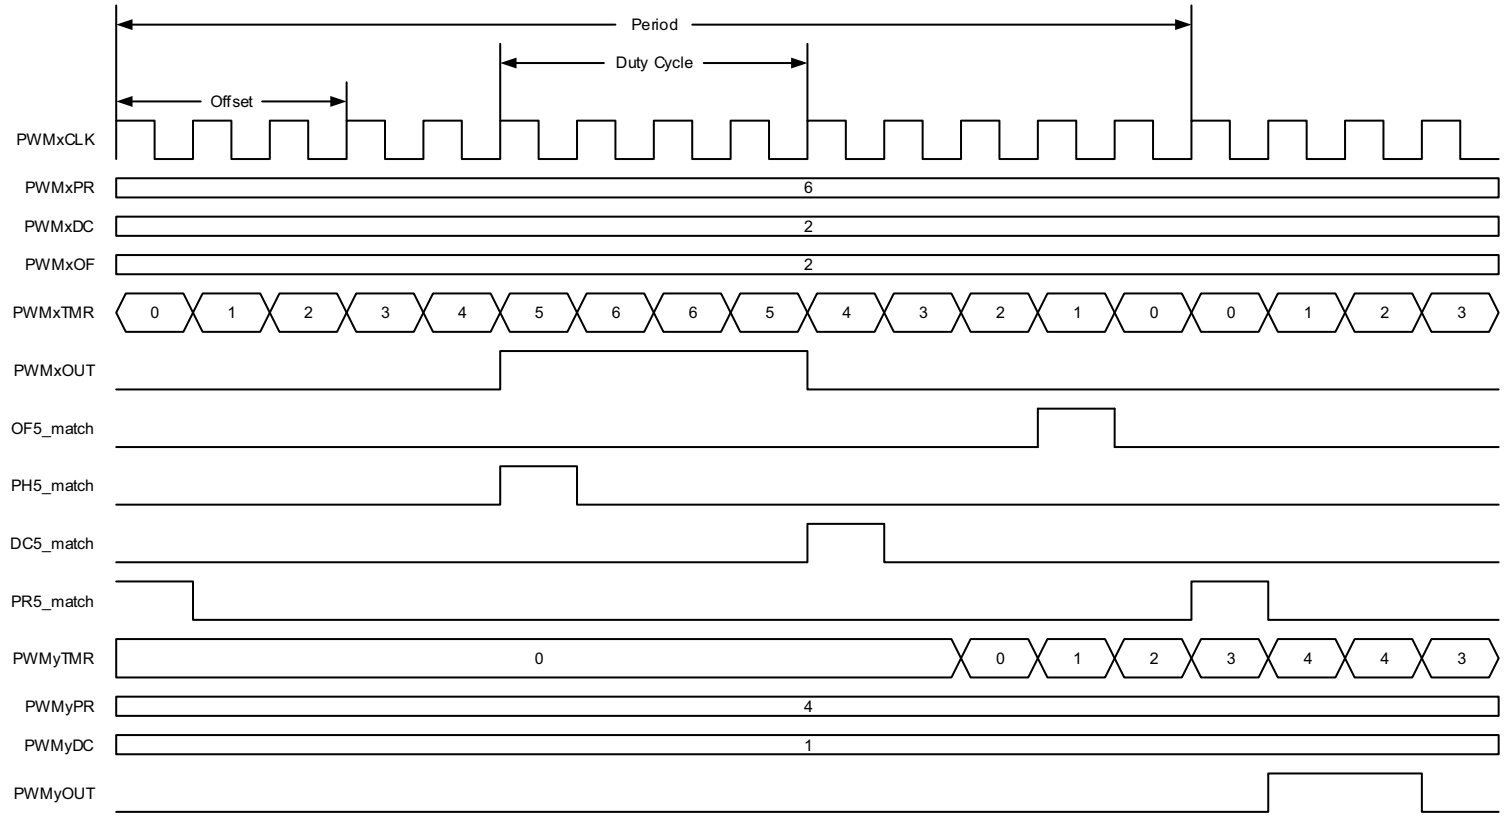 Period
Duty Cycle
Offset
PWMxCLK
PWMxPR 6
PWMxDC 2
PWMxOF 2
PWMxTMR 0 1 2 3 4 5 6 6 5 4 3 2 1 0 0 1 2 3
PWMxOUT
OF5_match
PH5_match
DC5_match
PR5_match
PWMyTMR 0 0 1 2 3 4 4 3
PWMyPR 4
PWMyDC 1
PWMyOUT